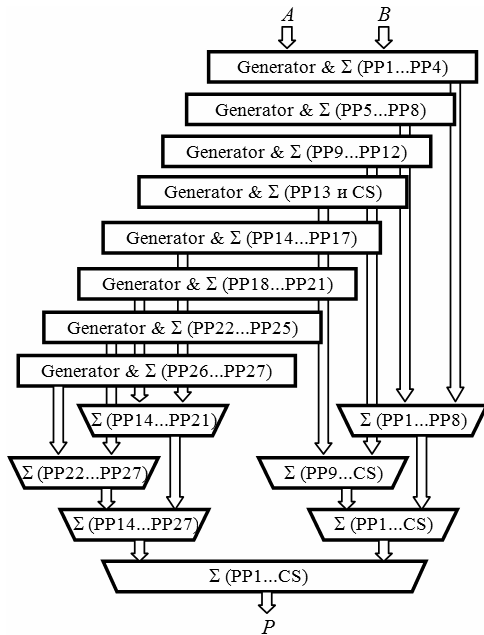 A B
Generator & Σ (PP1...PP4)
Generator & Σ (PP5...PP8)
Generator & Σ (PP9...PP12)
Generator & Σ (PP13 и CS)
Generator & Σ (PP14...PP17)
Generator & Σ (PP18...PP21)
Generator & Σ (PP22...PP25)
Generator & Σ (PP26...PP27)
Σ (PP14...PP21) Σ (PP1...PP8)
Σ (PP22...PP27) Σ (PP9...CS)
Σ (PP14...PP27) Σ (PP1...CS)
Σ (PP1...CS)
P